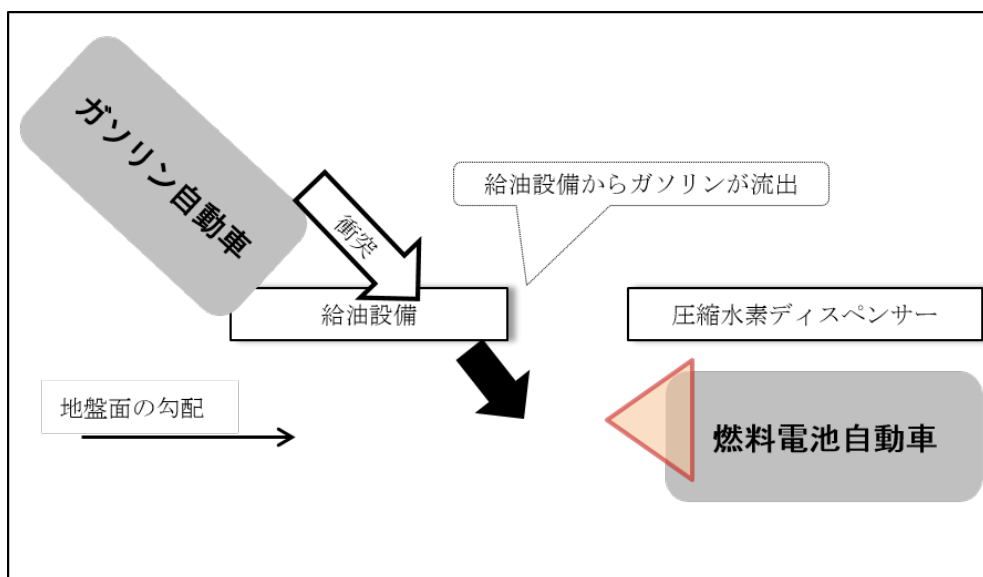 ガソリン自動車
衝突
給油設備からガソリンが流出
給油設備
圧縮水素ディスペンサー
地盤面の勾配
燃料電池自動車